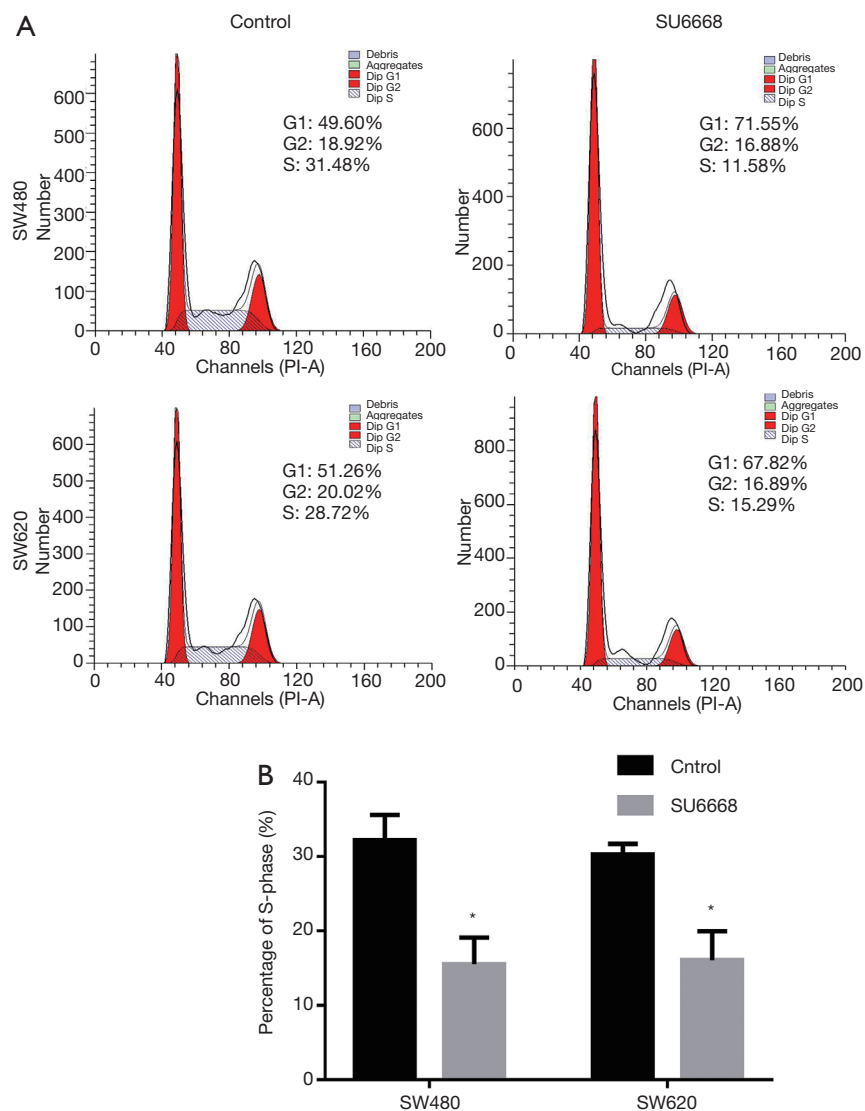 A
Control
SU6668
Debris
Aggregates
Dip G1
Dip G2
Dip S
G1: 49.60%
G2: 18.92%
S: 31.48%
SW480
Number
600
500
400
300
200
100
0
0 40 80 120 160 200
Channels (PI-A)
Debris
Aggregates
Dip G1
Dip G2
Dip S
G1: 71.55%
G2: 16.88%
S: 11.58%
Number
800
600
400
200
0
0 40 80 120 160 200
Channels (PI-A)
Debris
Aggregates
Dip G1
Dip G2
Dip S
G1: 51.26%
G2: 20.02%
S: 28.72%
SW620
Number
600
500
400
300
200
100
0
0 40 80 120 160 200
Channels (PI-A)
Debris
Aggregates
Dip G1
Dip G2
Dip S
G1: 67.82%
G2: 16.89%
S: 15.29%
Number
800
600
400
200
0
0 40 80 120 160 200
Channels (PI-A)
B
Cntrol
SU6668
Percentage of S-phase (%)
40
30
20
10
0
*
*
SW480
SW620